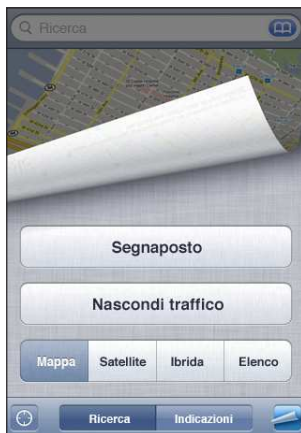 Ricerca
Segnaposto
Nascondi traffico
Mappa Satellite Ibrida Elenco
Ricerca Indicazioni